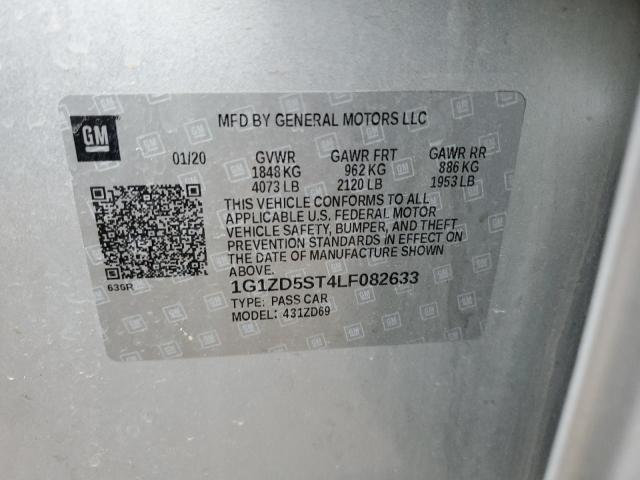 GM
MFD BY GENERAL MOTORS LLC
01/20 GVWR GAWR FRT GAWR RR
1848 KG 962 KG 886 KG
4073 LB 2120 LB 1953 LB
THIS VEHICLE CONFORMS TO ALL
APPLICABLE U.S. FEDERAL MOTOR
VEHICLE SAFETY, BUMPER, AND THEFT
PREVENTION STANDARDS IN EFFECT ON
THE DATE OF MANUFACTURE SHOWN
ABOVE.
639R
1G1ZD5ST4LF082633
TYPE: PASS CAR
MODEL: 431ZD69